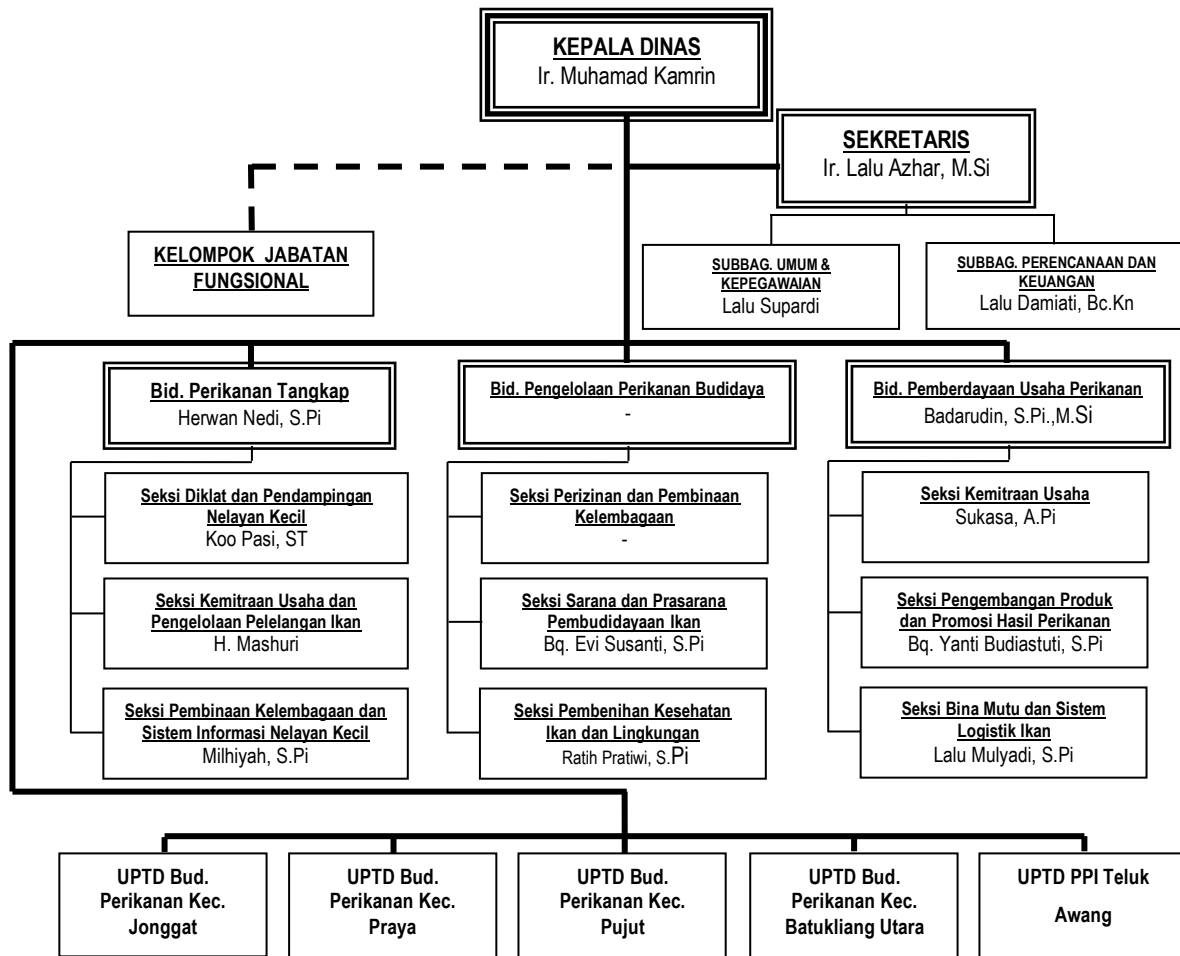 KEPALA DINAS
Ir. Muhamad Kamrin
SEKRETARIS
Ir. Lalu Azhar, M.Si
KELOMPOK JABATAN
FUNGSIONAL
SUBBAG. UMUM &
KEPEGAWAIAN
Lalu Supardi
SUBBAG. PERENCANAAN DAN
KEUANGAN
Lalu Damiati, Bc.Kn
Bid. Perikanan Tangkap
Herwan Nedi, S.Pi
Bid. Pengelolaan Perikanan Budidaya
-
Bid. Pemberdayaan Usaha Perikanan
Badarudin, S.Pi.,M.Si
Seksi Diklat dan Pendampingan
Nelayan Kecil
Koo Pasi, ST
Seksi Perizinan dan Pembinaan
Kelembagaan
-
Seksi Kemitraan Usaha
Sukasa, A.Pi
Seksi Kemitraan Usaha dan
Pengelolaan Pelelangan Ikan
H. Mashuri
Seksi Sarana dan Prasarana
Pembudidayaan Ikan
Bq. Evi Susanti, S.Pi
Seksi Pengembangan Produk
dan Promosi Hasil Perikanan
Bq. Yanti Budiastuti, S.Pi
Seksi Pembinaan Kelembagaan dan
Sistem Informasi Nelayan Kecil
Milhiyah, S.Pi
Seksi Pembenihan Kesehatan
Ikan dan Lingkungan
Ratih Pratiwi, S.Pi
Seksi Bina Mutu dan Sistem
Logistik Ikan
Lalu Mulyadi, S.Pi
UPTD Bud.
Perikanan Kec.
Jonggat
UPTD Bud.
Perikanan Kec.
Praya
UPTD Bud.
Perikanan Kec.
Pujut
UPTD Bud.
Perikanan Kec.
Batukliang Utara
UPTD PPI Teluk
Awang